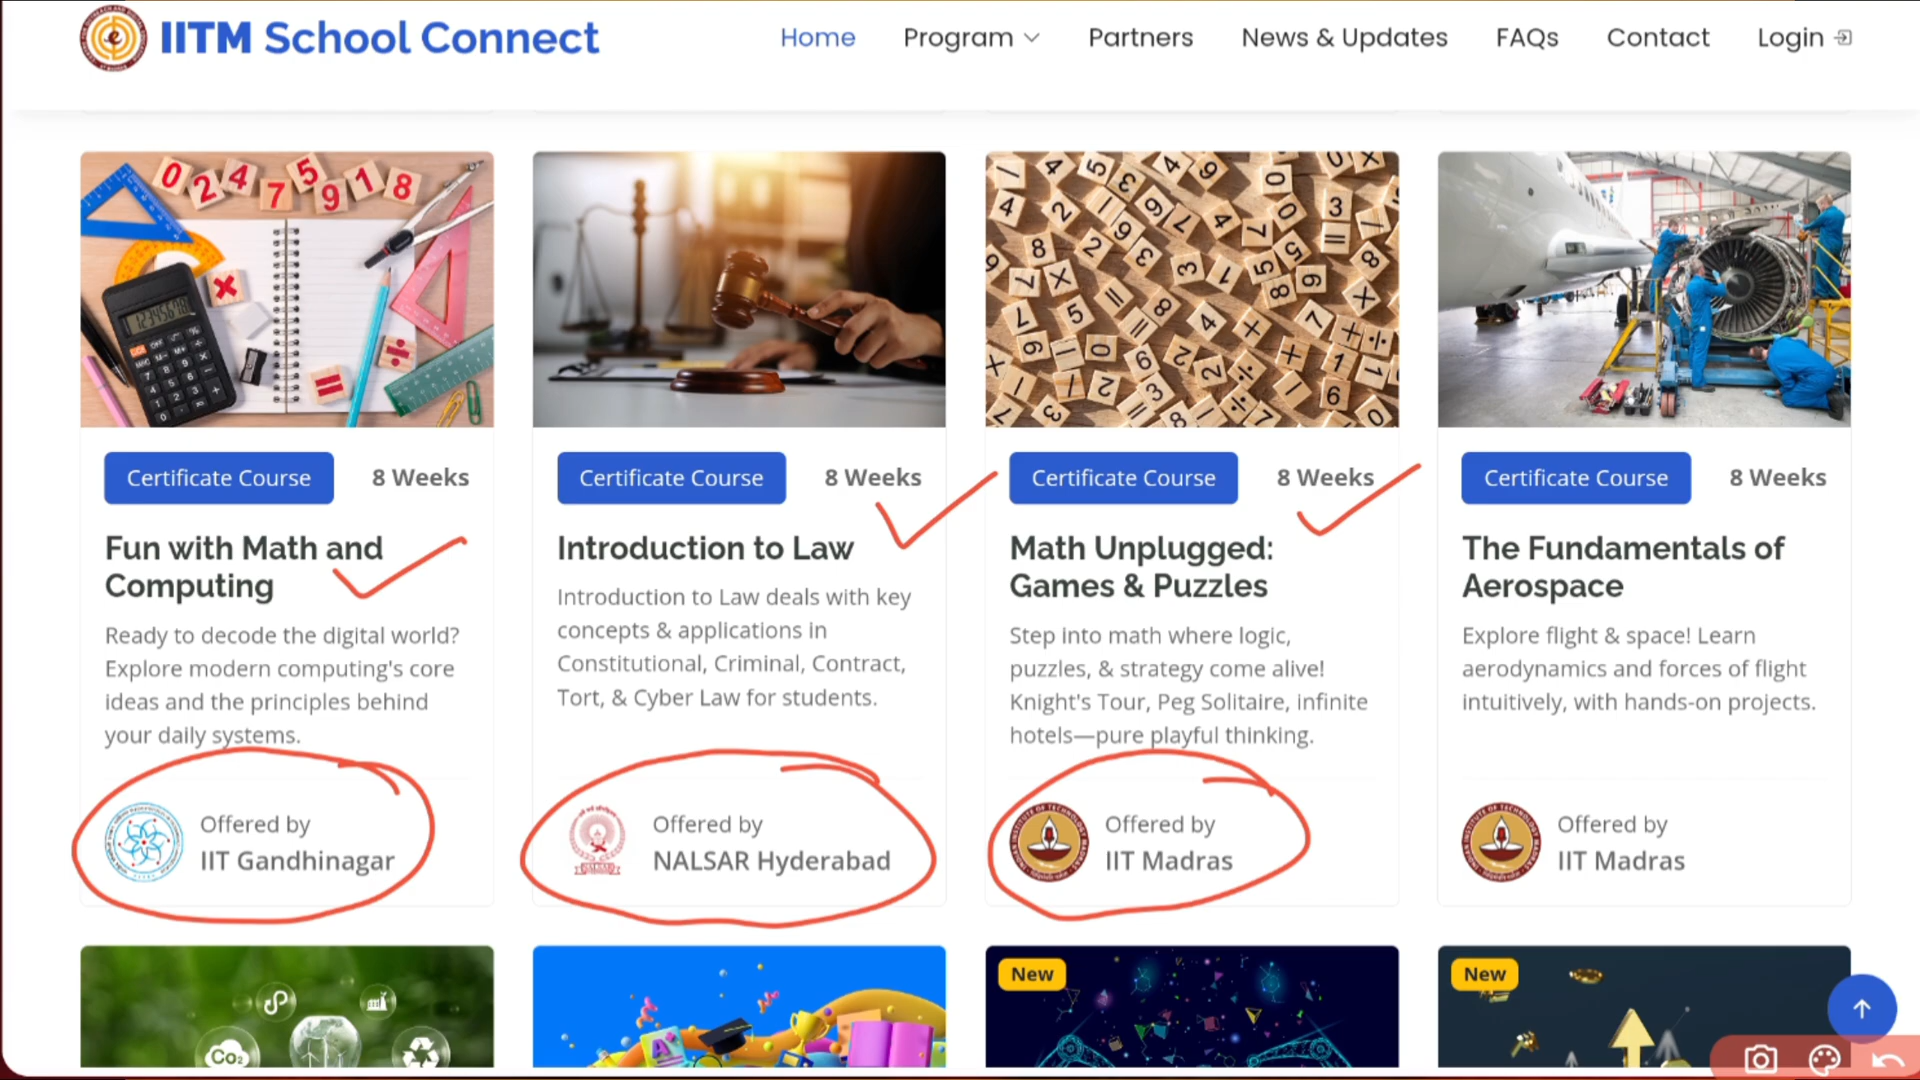 IITM School Connect
Home
Program
Partners
News & Updates
FAQs
Contact
Login
Certificate Course
8 Weeks
Fun with Math and
Computing
Ready to decode the digital world?
Explore modern computing's core
ideas and the principles behind
your daily systems.
Offered by
IIT Gandhinagar
Certificate Course
8 Weeks
Introduction to Law
Introduction to Law deals with key
concepts & applications in
Constitutional, Criminal, Contract,
Tort, & Cyber Law for students.
Offered by
NALSAR Hyderabad
Certificate Course
8 Weeks
Math Unplugged:
Games & Puzzles
Step into math where logic,
puzzles, & strategy come alive!
Knight's Tour, Peg Solitaire, infinite
hotels—pure playful thinking.
Offered by
IIT Madras
Certificate Course
8 Weeks
The Fundamentals of
Aerospace
Explore flight & space! Learn
aerodynamics and forces of flight
intuitively, with hands-on projects.
Offered by
IIT Madras
CO₂
A+
New
New